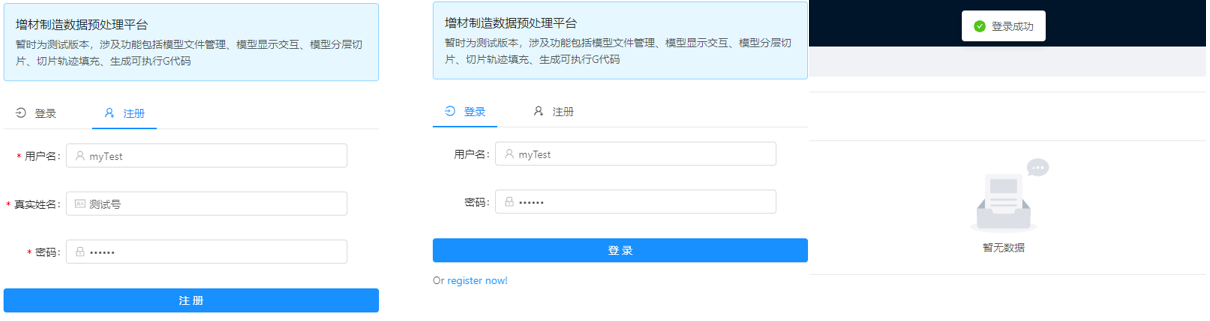 增材制造数据预处理平台
暂时为测试版本，涉及功能包括模型文件管理、模型显示交互、模型分层切
片、切片轨迹填充、生成可执行G代码
登录 注册
* 用户名: myTest
* 真实姓名: 测试号
* 密码: ••••••
注 册
增材制造数据预处理平台
暂时为测试版本，涉及功能包括模型文件管理、模型显示交互、模型分层切
片、切片轨迹填充、生成可执行G代码
登录 注册
用户名: myTest
密码: ••••••
登 录
Or register now!
登录成功
暂无数据